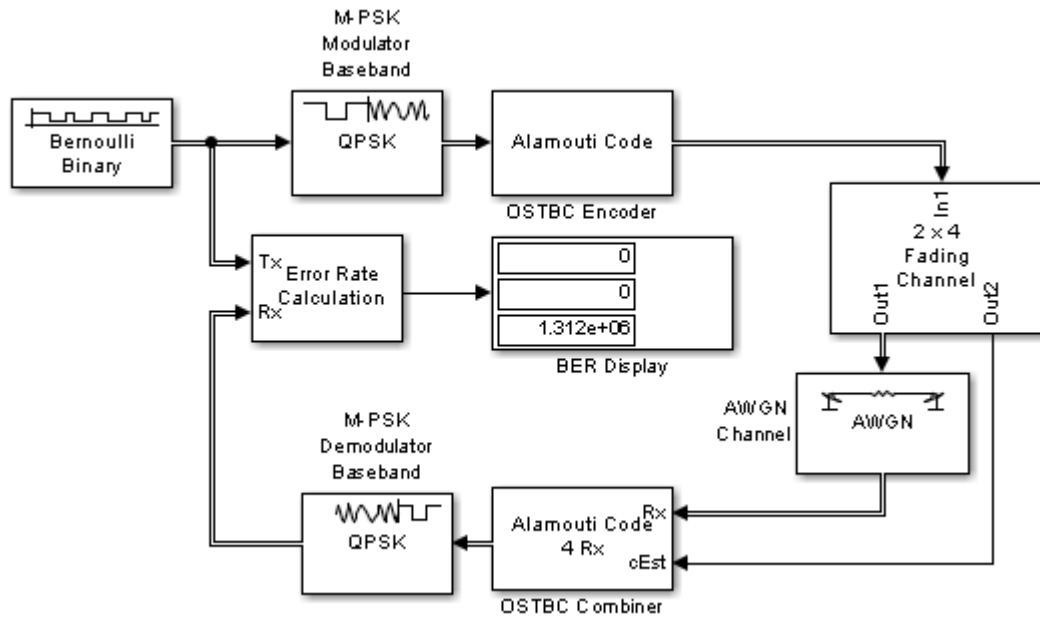 M-PSK
Modulator
Baseband
Bernoulli
Binary
QPSK
Alamouti Code
OSTBC Encoder
In1
2 x 4
Fading
Channel
Out1
Out2
Tx
Rx
Error Rate
Calculation
0
0
1.312e+06
BER Display
AWGN
Channel
AWGN
M-PSK
Demodulator
Baseband
QPSK
Alamouti Code
4 Rx
Rx
cEst
OSTBC Combiner